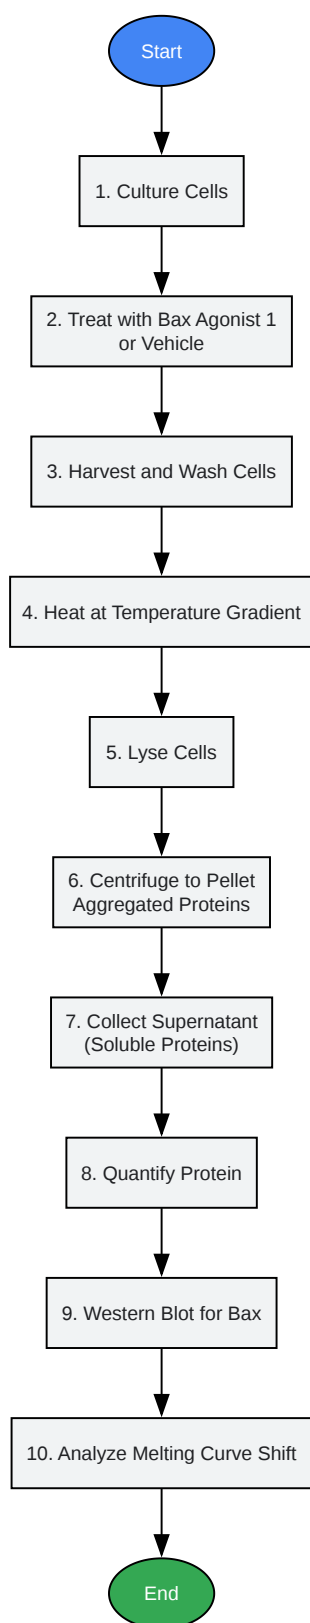 Start
1. Culture Cells
2. Treat with Bax Agonist 1
or Vehicle
3. Harvest and Wash Cells
4. Heat at Temperature Gradient
5. Lyse Cells
6. Centrifuge to Pellet
Aggregated Proteins
7. Collect Supernatant
(Soluble Proteins)
8. Quantify Protein
9. Western Blot for Bax
10. Analyze Melting Curve Shift
End